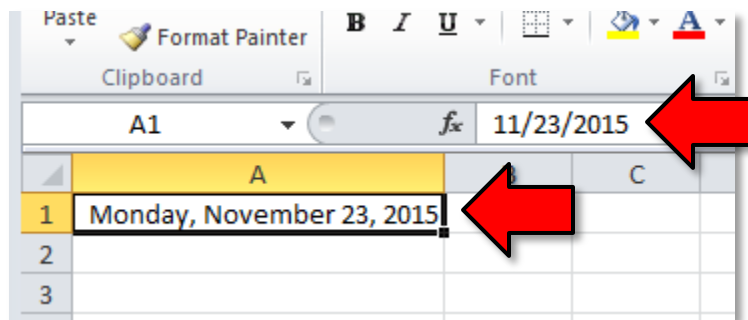 Paste
Format Painter
B I U A
Clipboard
Font
A1
fx 11/23/2015
A C
1 Monday, November 23, 2015
2
3